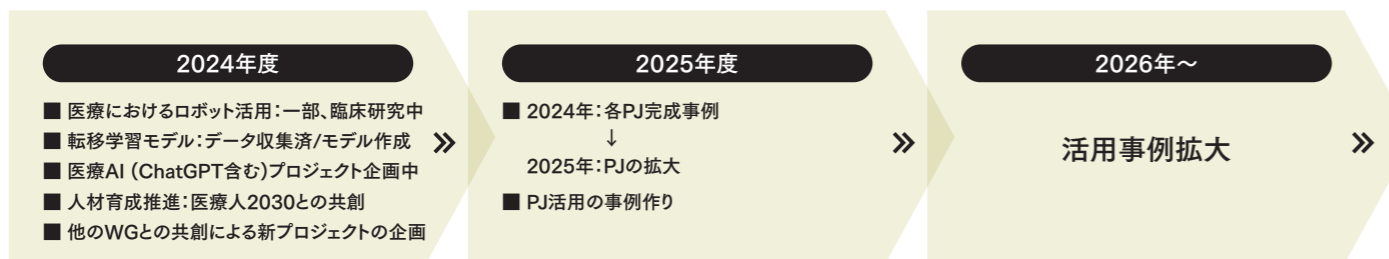 2024年度
■ 医療におけるロボット活用：一部、臨床研究中
■ 転移学習モデル：データ収集済/モデル作成
■ 医療AI (ChatGPT含む)プロジェクト企画中
■ 人材育成推進：医療人2030との共創
■ 他のWGとの共創による新プロジェクトの企画
2025年度
■ 2024年：各PJ完成事例
↓
2025年：PJの拡大
■ PJ活用の事例作り
2026年〜
活用事例拡大